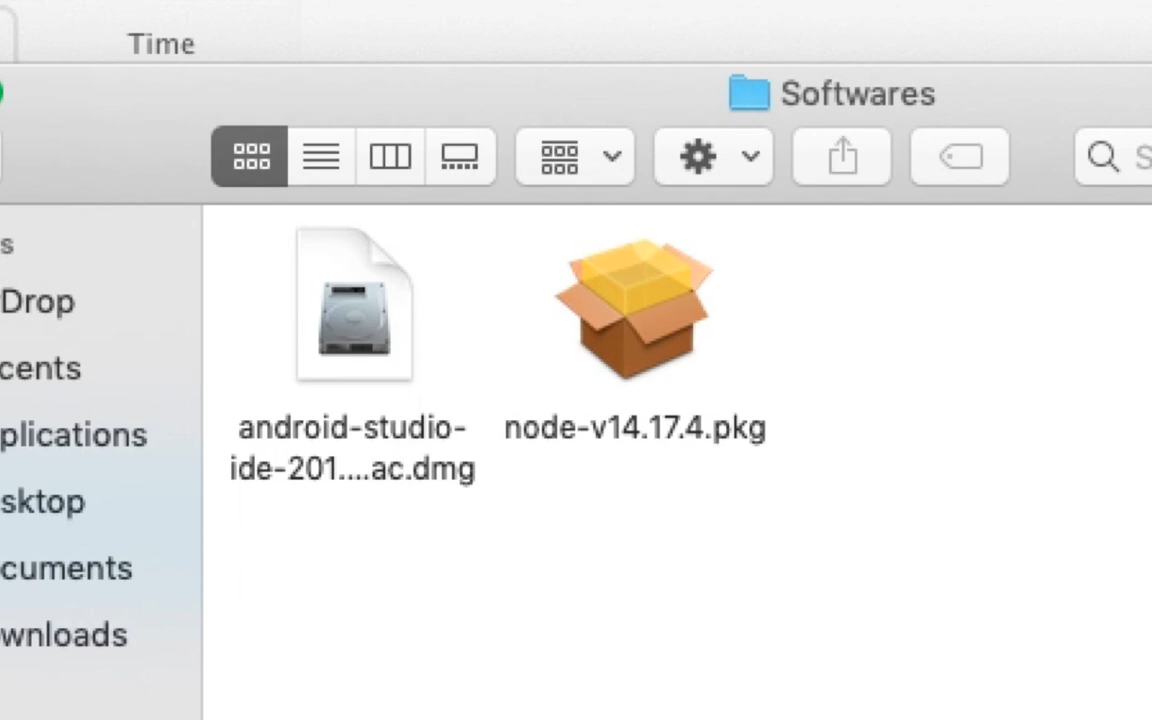 Time
Softwares
S
s
Drop
cents
plications
sktop
cuments
wnloads
android-studio-
ide-201....ac.dmg
node-v14.17.4.pkg